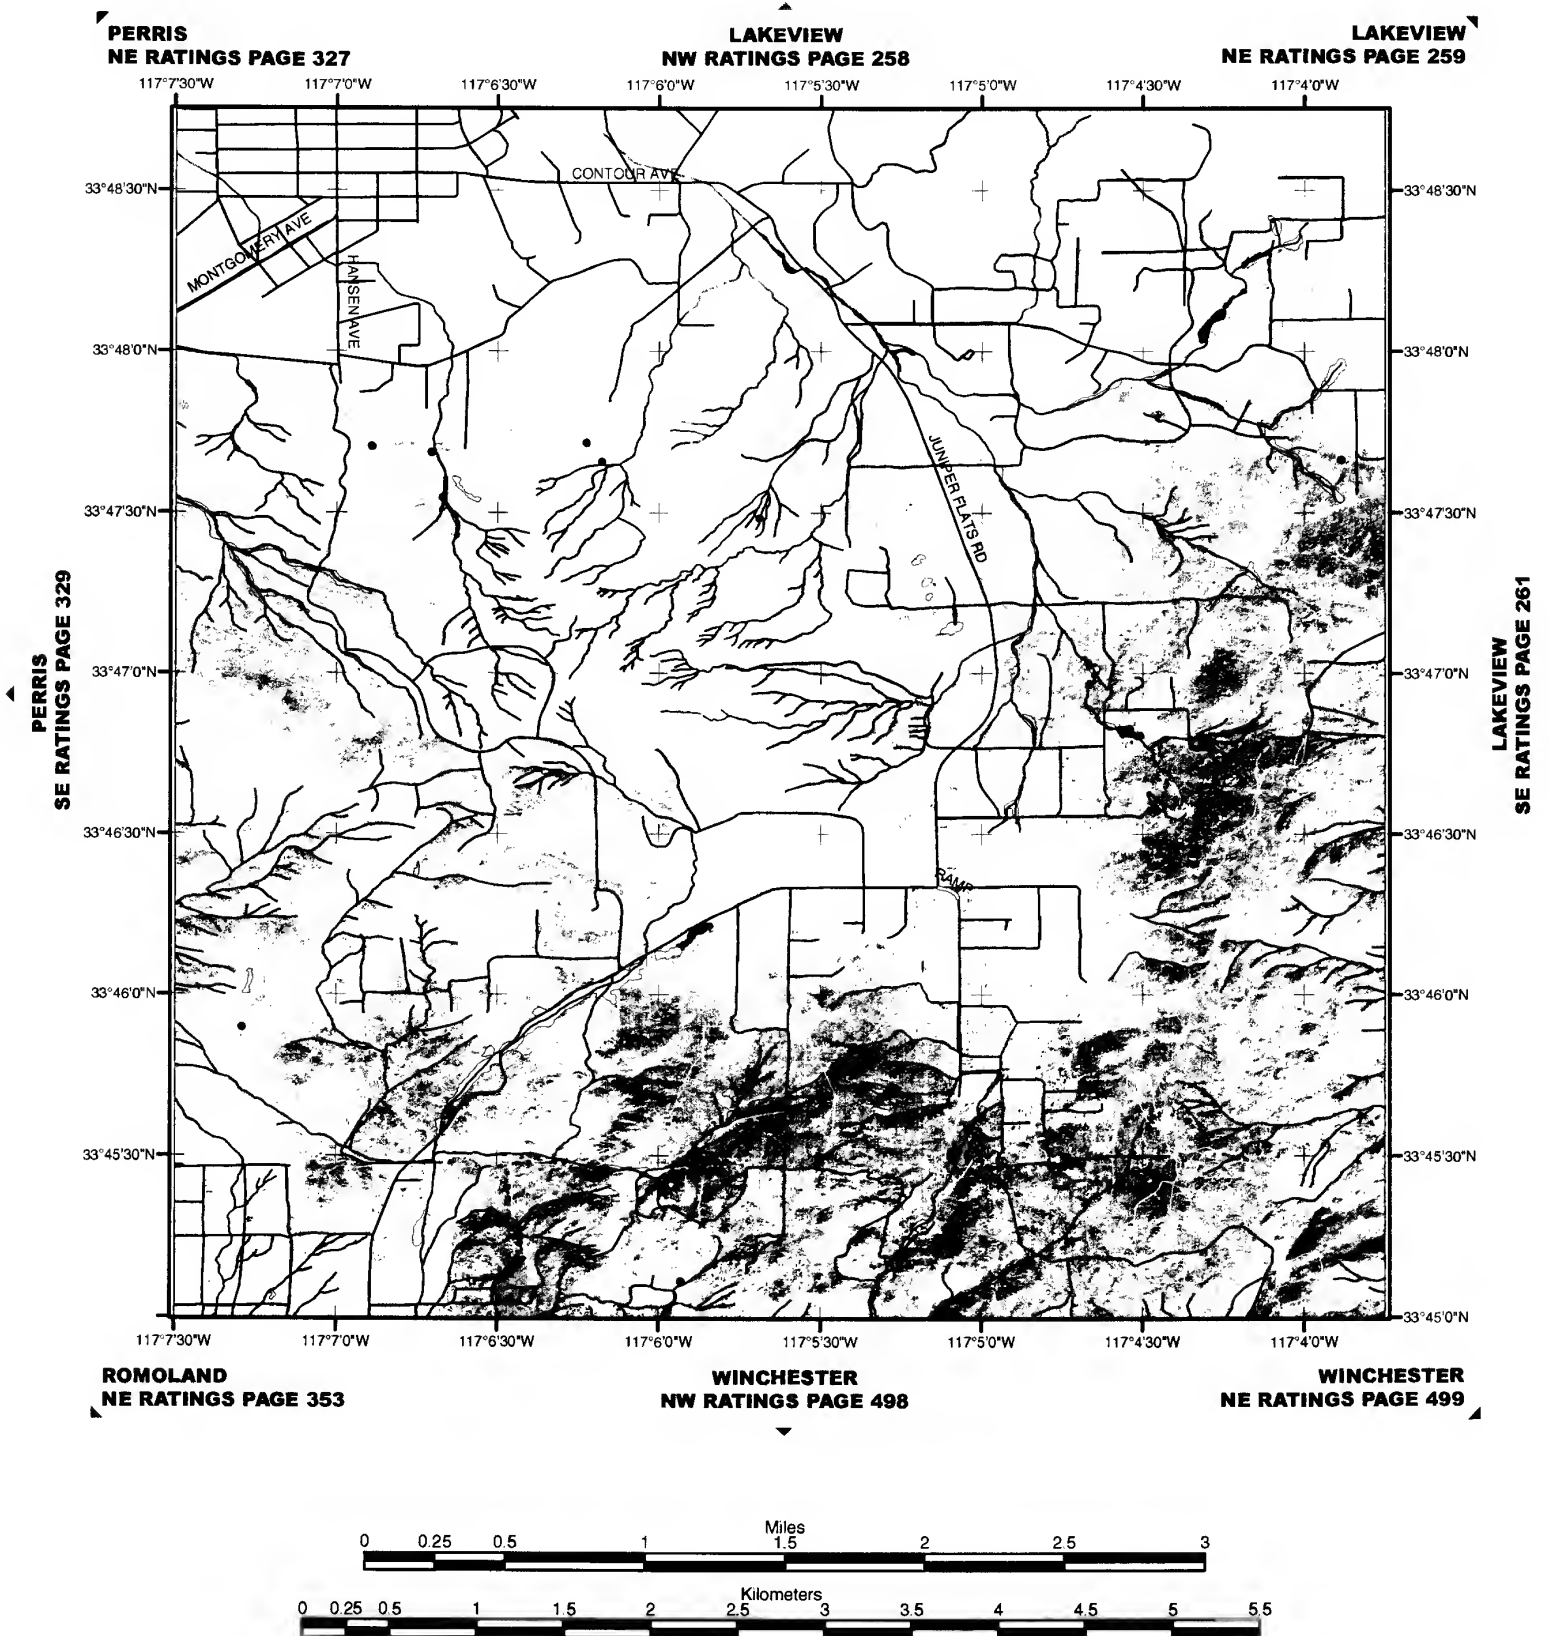 PERRIS
NE RATINGS PAGE 327
LAKEVIEW
NW RATINGS PAGE 258
LAKEVIEW
NE RATINGS PAGE 259
117°7'30"W 117°7'0"W 117°6'30"W 117°6'0"W 117°5'30"W 117°5'0"W 117°4'30"W 117°4'0"W
CONTOUR AVE
33°48'30"N 33°48'30"N
MONTGOMERY AVE
HANSEN AVE
33°48'0"N 33°48'0"N
JUNIPER FLATS RD
33°47'30"N 33°47'30"N
PERRIS
SE RATINGS PAGE 329
LAKEVIEW
SE RATINGS PAGE 261
33°47'0"N 33°47'0"N
33°46'30"N 33°46'30"N
RAMP
33°46'0"N 33°46'0"N
33°45'30"N 33°45'30"N
33°45'0"N
117°7'30"W 117°7'0"W 117°6'30"W 117°6'0"W 117°5'30"W 117°5'0"W 117°4'30"W 117°4'0"W
ROMOLAND
NE RATINGS PAGE 353
WINCHESTER
NW RATINGS PAGE 498
WINCHESTER
NE RATINGS PAGE 499
Miles
0 0.25 0.5 1 1.5 2 2.5 3
Kilometers
0 0.25 0.5 1 1.5 2 2.5 3 3.5 4 4.5 5 5.5